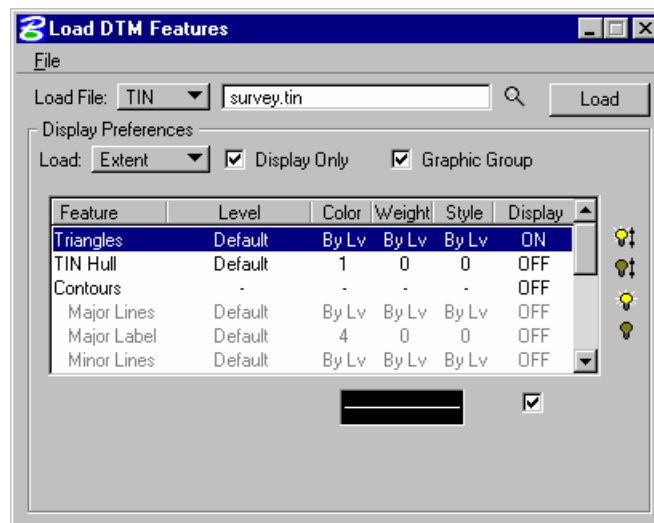 Load DTM Features
File
Load File: TIN survey.tin Load
Display Preferences
Load: Extent Display Only Graphic Group
Feature Level Color Weight Style Display
Triangles Default By Lv By Lv By Lv ON
TIN Hull Default 1 0 0 OFF
Contours - - - - OFF
Major Lines Default By Lv By Lv By Lv OFF
Major Label Default 4 0 0 OFF
Minor Lines Default By Lv By Lv By Lv OFF